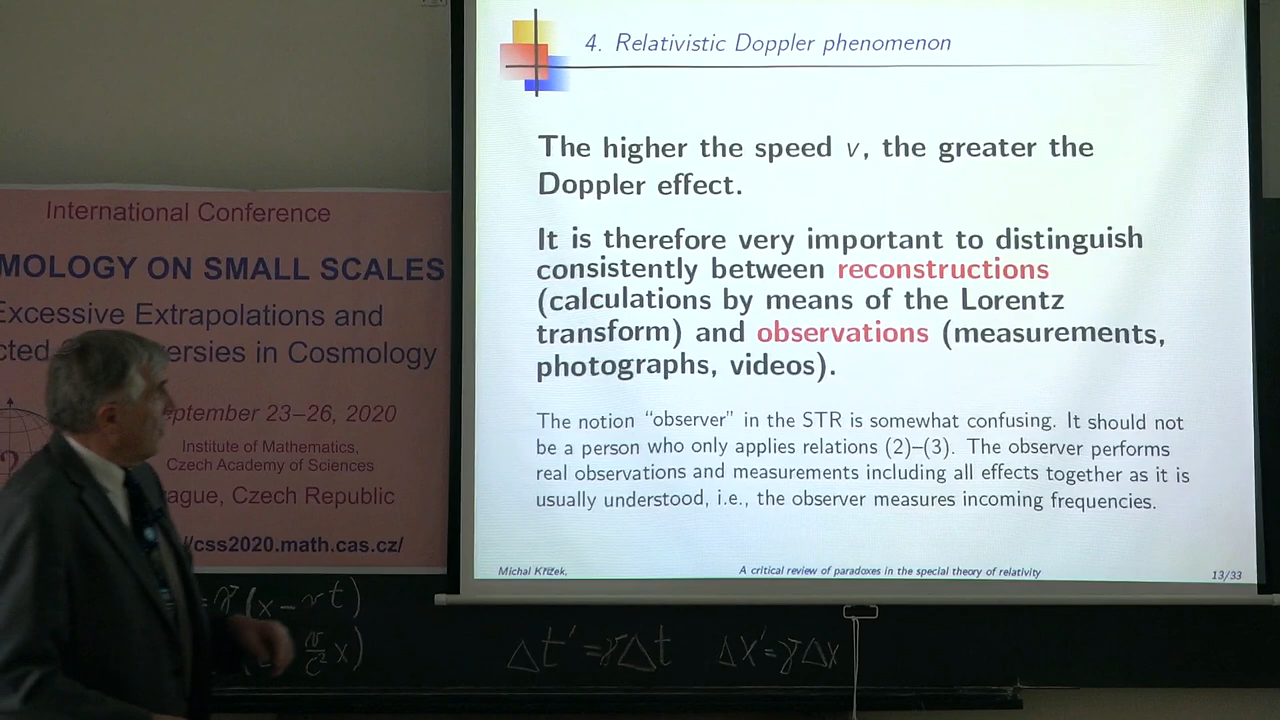 4. Relativistic Doppler phenomenon
The higher the speed v, the greater the
Doppler effect.
It is therefore very important to distinguish
consistently between reconstructions
(calculations by means of the Lorentz
transform) and observations (measurements,
photographs, videos).
The notion “observer” in the STR is somewhat confusing. It should not
be a person who only applies relations (2)–(3). The observer performs
real observations and measurements including all effects together as it is
usually understood, i.e., the observer measures incoming frequencies.
Michal Křížek,
A critical review of paradoxes in the special theory of relativity
13/33
International Conference
MOLOGY ON SMALL SCALES
Excessive Extrapolations and
cted ersies in Cosmology
ptember 23–26, 2020
Institute of Mathematics,
Czech Academy of Sciences
ague, Czech Republic
//css2020.math.cas.cz/
=γ(x−vt)
v/c² x)
Δt'=γΔt Δx'=γΔx